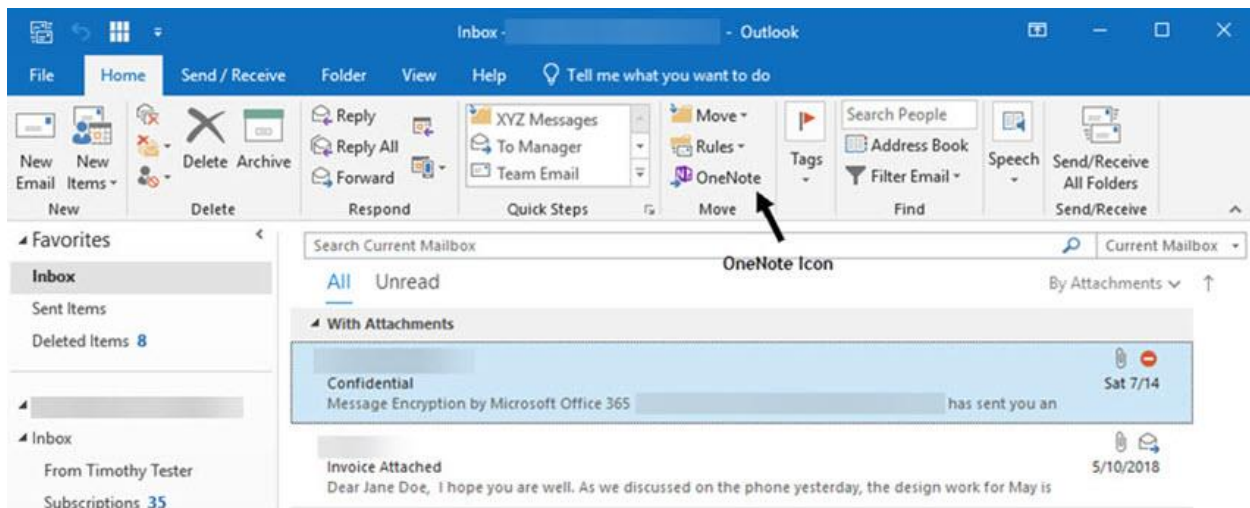 Inbox - - Outlook
File Home Send / Receive Folder View Help Tell me what you want to do
New Email
New Items
New
Delete Archive
Delete
Reply
Reply All
Forward
Respond
XYZ Messages
To Manager
Team Email
Quick Steps
Move
Rules
OneNote
Move
Tags
Search People
Address Book
Filter Email
Find
Speech
Send/Receive
All Folders
Send/Receive
OneNote Icon
Favorites
Inbox
Sent Items
Deleted Items 8
Inbox
From Timothy Tester
Subscriptions 35
Search Current Mailbox Current Mailbox
All Unread By Attachments
With Attachments
Confidential Sat 7/14
Message Encryption by Microsoft Office 365 has sent you an
Invoice Attached 5/10/2018
Dear Jane Doe, I hope you are well. As we discussed on the phone yesterday, the design work for May is